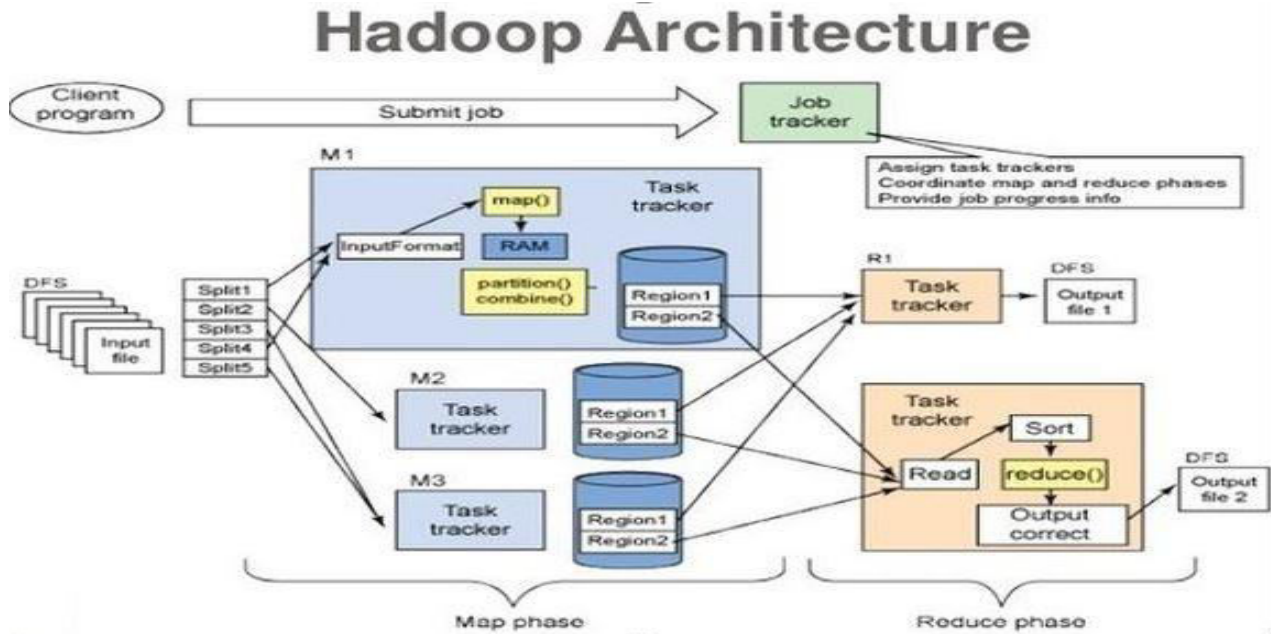 Hadoop Architecture
Client
program
Submit job
Job
tracker
Assign task trackers
Coordinate map and reduce phases
Provide job progress info
M1
Task
tracker
map()
InputFormat
RAM
partition()
combine()
Region1
Region2
DFS
Input
file
Split1
Split2
Split3
Split4
Split5
M2
Task
tracker
Region1
Region2
M3
Task
tracker
Region1
Region2
R1
Task
tracker
DFS
Output
file 1
Task
tracker
Sort
Read
reduce()
Output
correct
DFS
Output
file 2
Map phase
Reduce phase